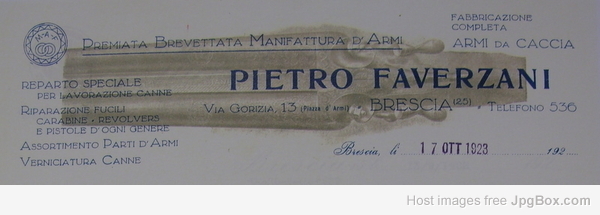 M·A·F
PREMIATA BREVETTATA MANIFATTURA D'ARMI
FABBRICAZIONE
COMPLETA
ARMI DA CACCIA
PIETRO FAVERZANI
VIA GORIZIA, 13 (Piazza d'Armi) · BRESCIA (25) · TELEFONO 536
REPARTO SPECIALE
PER LAVORAZIONE CANNE
RIPARAZIONE FUCILI
CARABINE · REVOLVERS
E PISTOLE D'OGNI GENERE
ASSORTIMENTO PARTI D'ARMI
VERNICIATURA CANNE
Brescia, li 17 OTT 1923 192
Host images free JpgBox.com